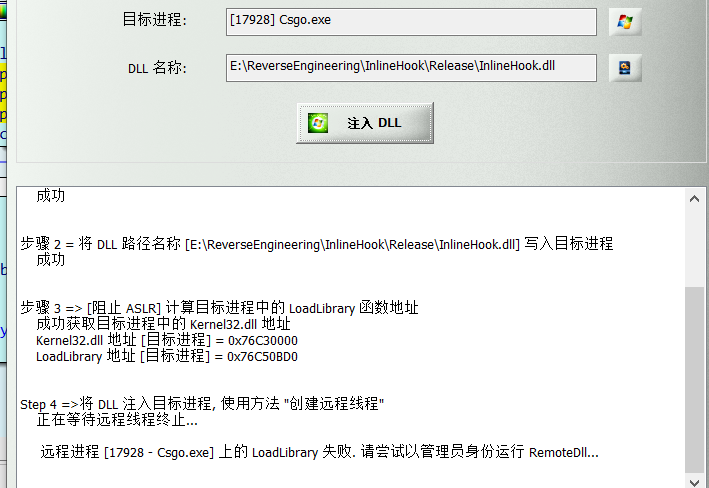 目标进程: [17928] Csgo.exe
DLL 名称: E:\ReverseEngineering\InlineHook\Release\InlineHook.dll
注入 DLL
成功
步骤 2 = 将 DLL 路径名称 [E:\ReverseEngineering\InlineHook\Release\InlineHook.dll] 写入目标进程
成功
步骤 3 => [阻止 ASLR] 计算目标进程中的 LoadLibrary 函数地址
成功获取目标进程中的 Kernel32.dll 地址
Kernel32.dll 地址 [目标进程] = 0x76C30000
LoadLibrary 地址 [目标进程] = 0x76C50BD0
Step 4 =>将 DLL 注入目标进程, 使用方法 "创建远程线程"
正在等待远程线程终止...
远程进程 [17928 - Csgo.exe] 上的 LoadLibrary 失败. 请尝试以管理员身份运行 RemoteDll...